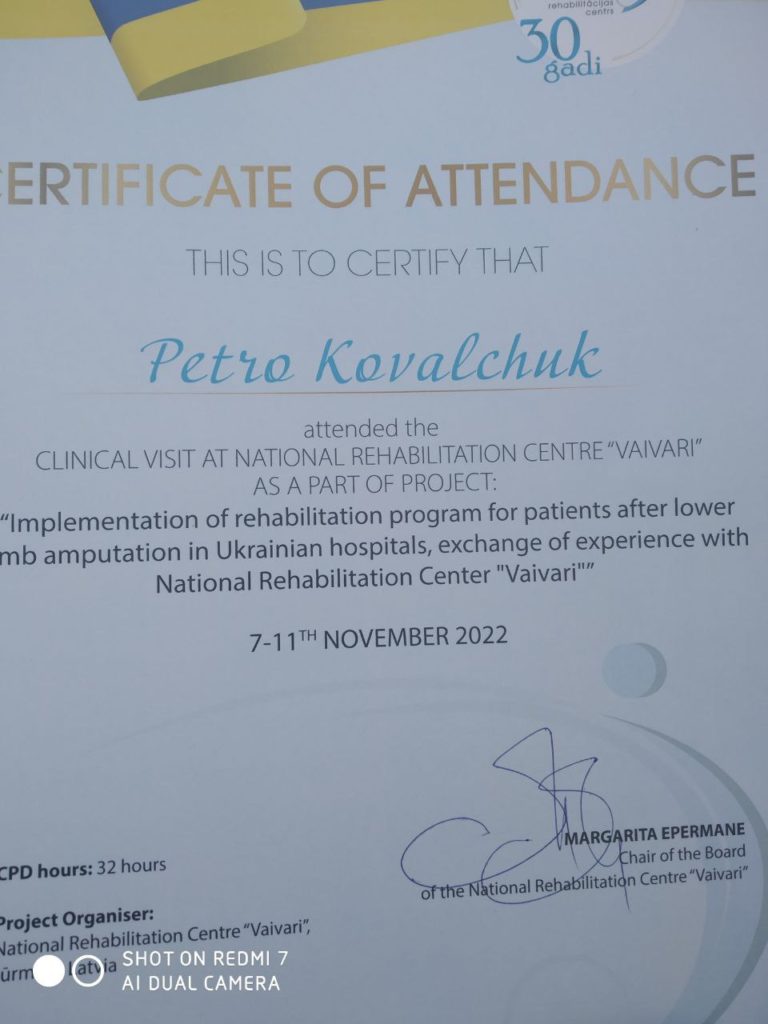 rehabilitācijas
centrs
30
gadi
ERTIFICATE OF ATTENDANCE
THIS IS TO CERTIFY THAT
Petro Kovalchuk
attended the
CLINICAL VISIT AT NATIONAL REHABILITATION CENTRE “VAIVARI”
AS A PART OF PROJECT:
“Implementation of rehabilitation program for patients after lower
mb amputation in Ukrainian hospitals, exchange of experience with
National Rehabilitation Center "Vaivari"”
7-11TH NOVEMBER 2022
MARGARITA EPERMANE
Chair of the Board
of the National Rehabilitation Centre “Vaivari”
CPD hours: 32 hours
Project Organiser:
National Rehabilitation Centre “Vaivari”,
Latvia
SHOT ON REDMI 7
AI DUAL CAMERA